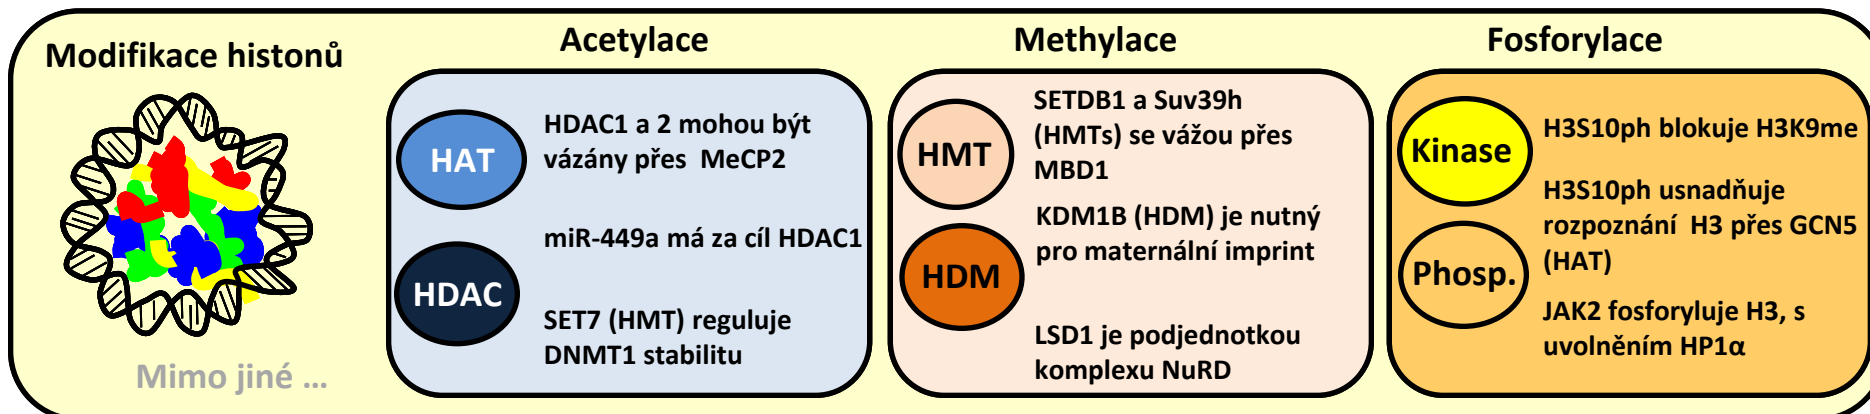 Modifikace histonů
Mimo jiné ...
Acetylace
HAT
HDAC
HDAC1 a 2 mohou být
vázány přes MeCP2
miR-449a má za cíl HDAC1
SET7 (HMT) reguluje
DNMT1 stabilitu
Methylace
HMT
HDM
SETDB1 a Suv39h
(HMTs) se vážou přes
MBD1
KDM1B (HDM) je nutný
pro maternální imprint
LSD1 je podjednotkou
komplexu NuRD
Fosforylace
Kinase
Phosp.
H3S10ph blokuje H3K9me
H3S10ph usnadňuje
rozpoznání H3 přes GCN5
(HAT)
JAK2 fosforyluje H3, s
uvolněním HP1α